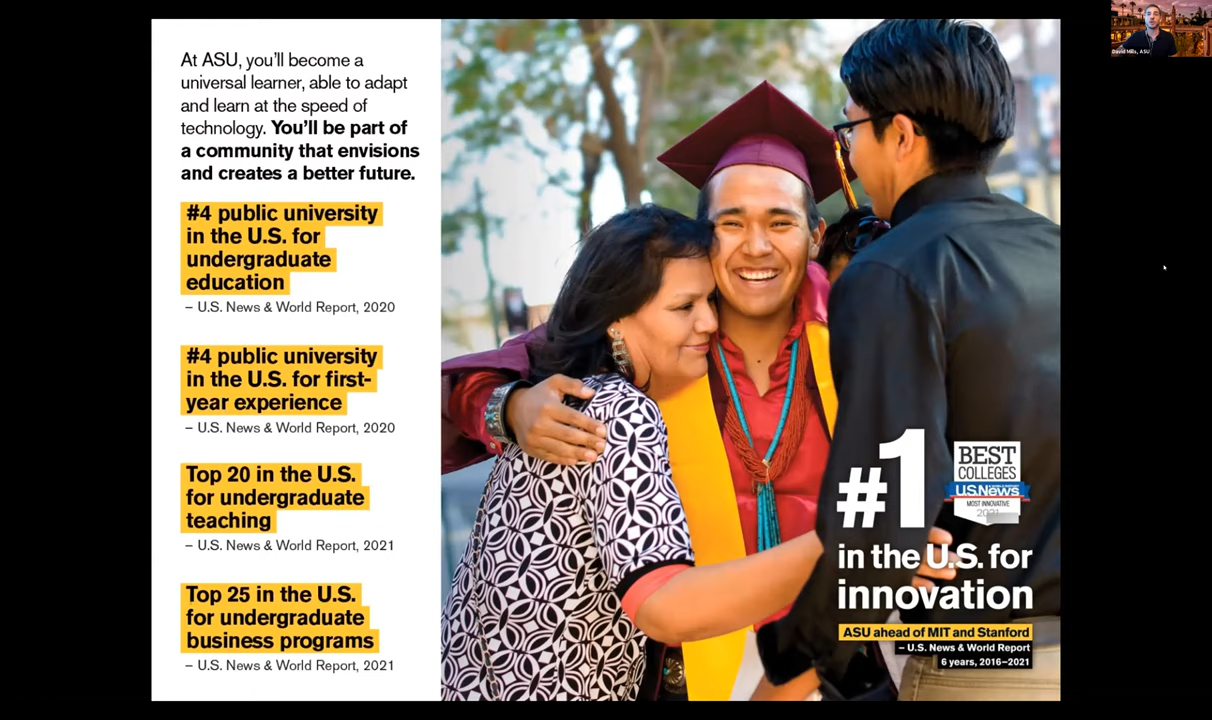 At ASU, you'll become a
universal learner, able to adapt
and learn at the speed of
technology. You'll be part of
a community that envisions
and creates a better future.
#4 public university
in the U.S. for
undergraduate
education
– U.S. News & World Report, 2020
#4 public university
in the U.S. for first-
year experience
– U.S. News & World Report, 2020
Top 20 in the U.S.
for undergraduate
teaching
– U.S. News & World Report, 2021
Top 25 in the U.S.
for undergraduate
business programs
– U.S. News & World Report, 2021
#1
BEST
COLLEGES
U.S.News
MOST INNOVATIVE
2021
in the U.S. for
innovation
ASU ahead of MIT and Stanford
– U.S. News & World Report
6 years, 2016–2021
David Mills, ASU